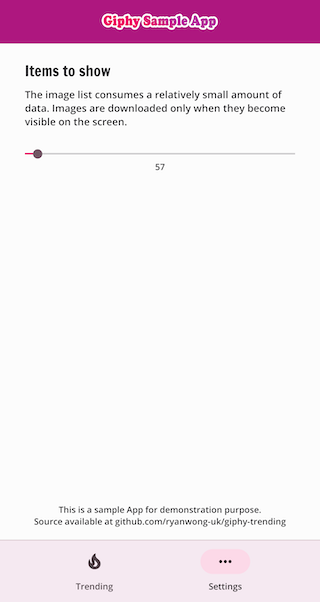 Giphy Sample App
Items to show
The image list consumes a relatively small amount of
data. Images are downloaded only when they become
visible on the screen.
57
This is a sample App for demonstration purpose.
Source available at github.com/ryanwong-uk/giphy-trending
Trending
Settings